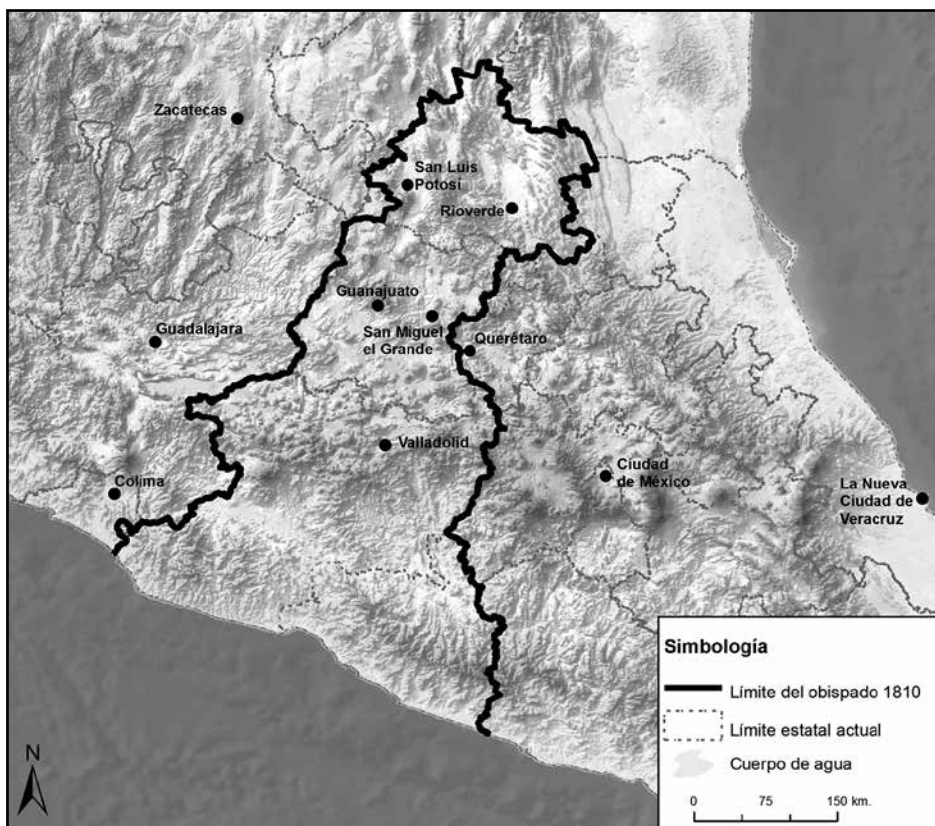 Zacatecas
San Luis
Potosí
Rioverde
Guanajuato
San Miguel
el Grande
Querétaro
Guadalajara
Valladolid
Colima
Ciudad
de México
La Nueva
Ciudad de
Veracruz
Simbología
Límite del obispado 1810
Límite estatal actual
Cuerpo de agua
0 75 150 km.
N